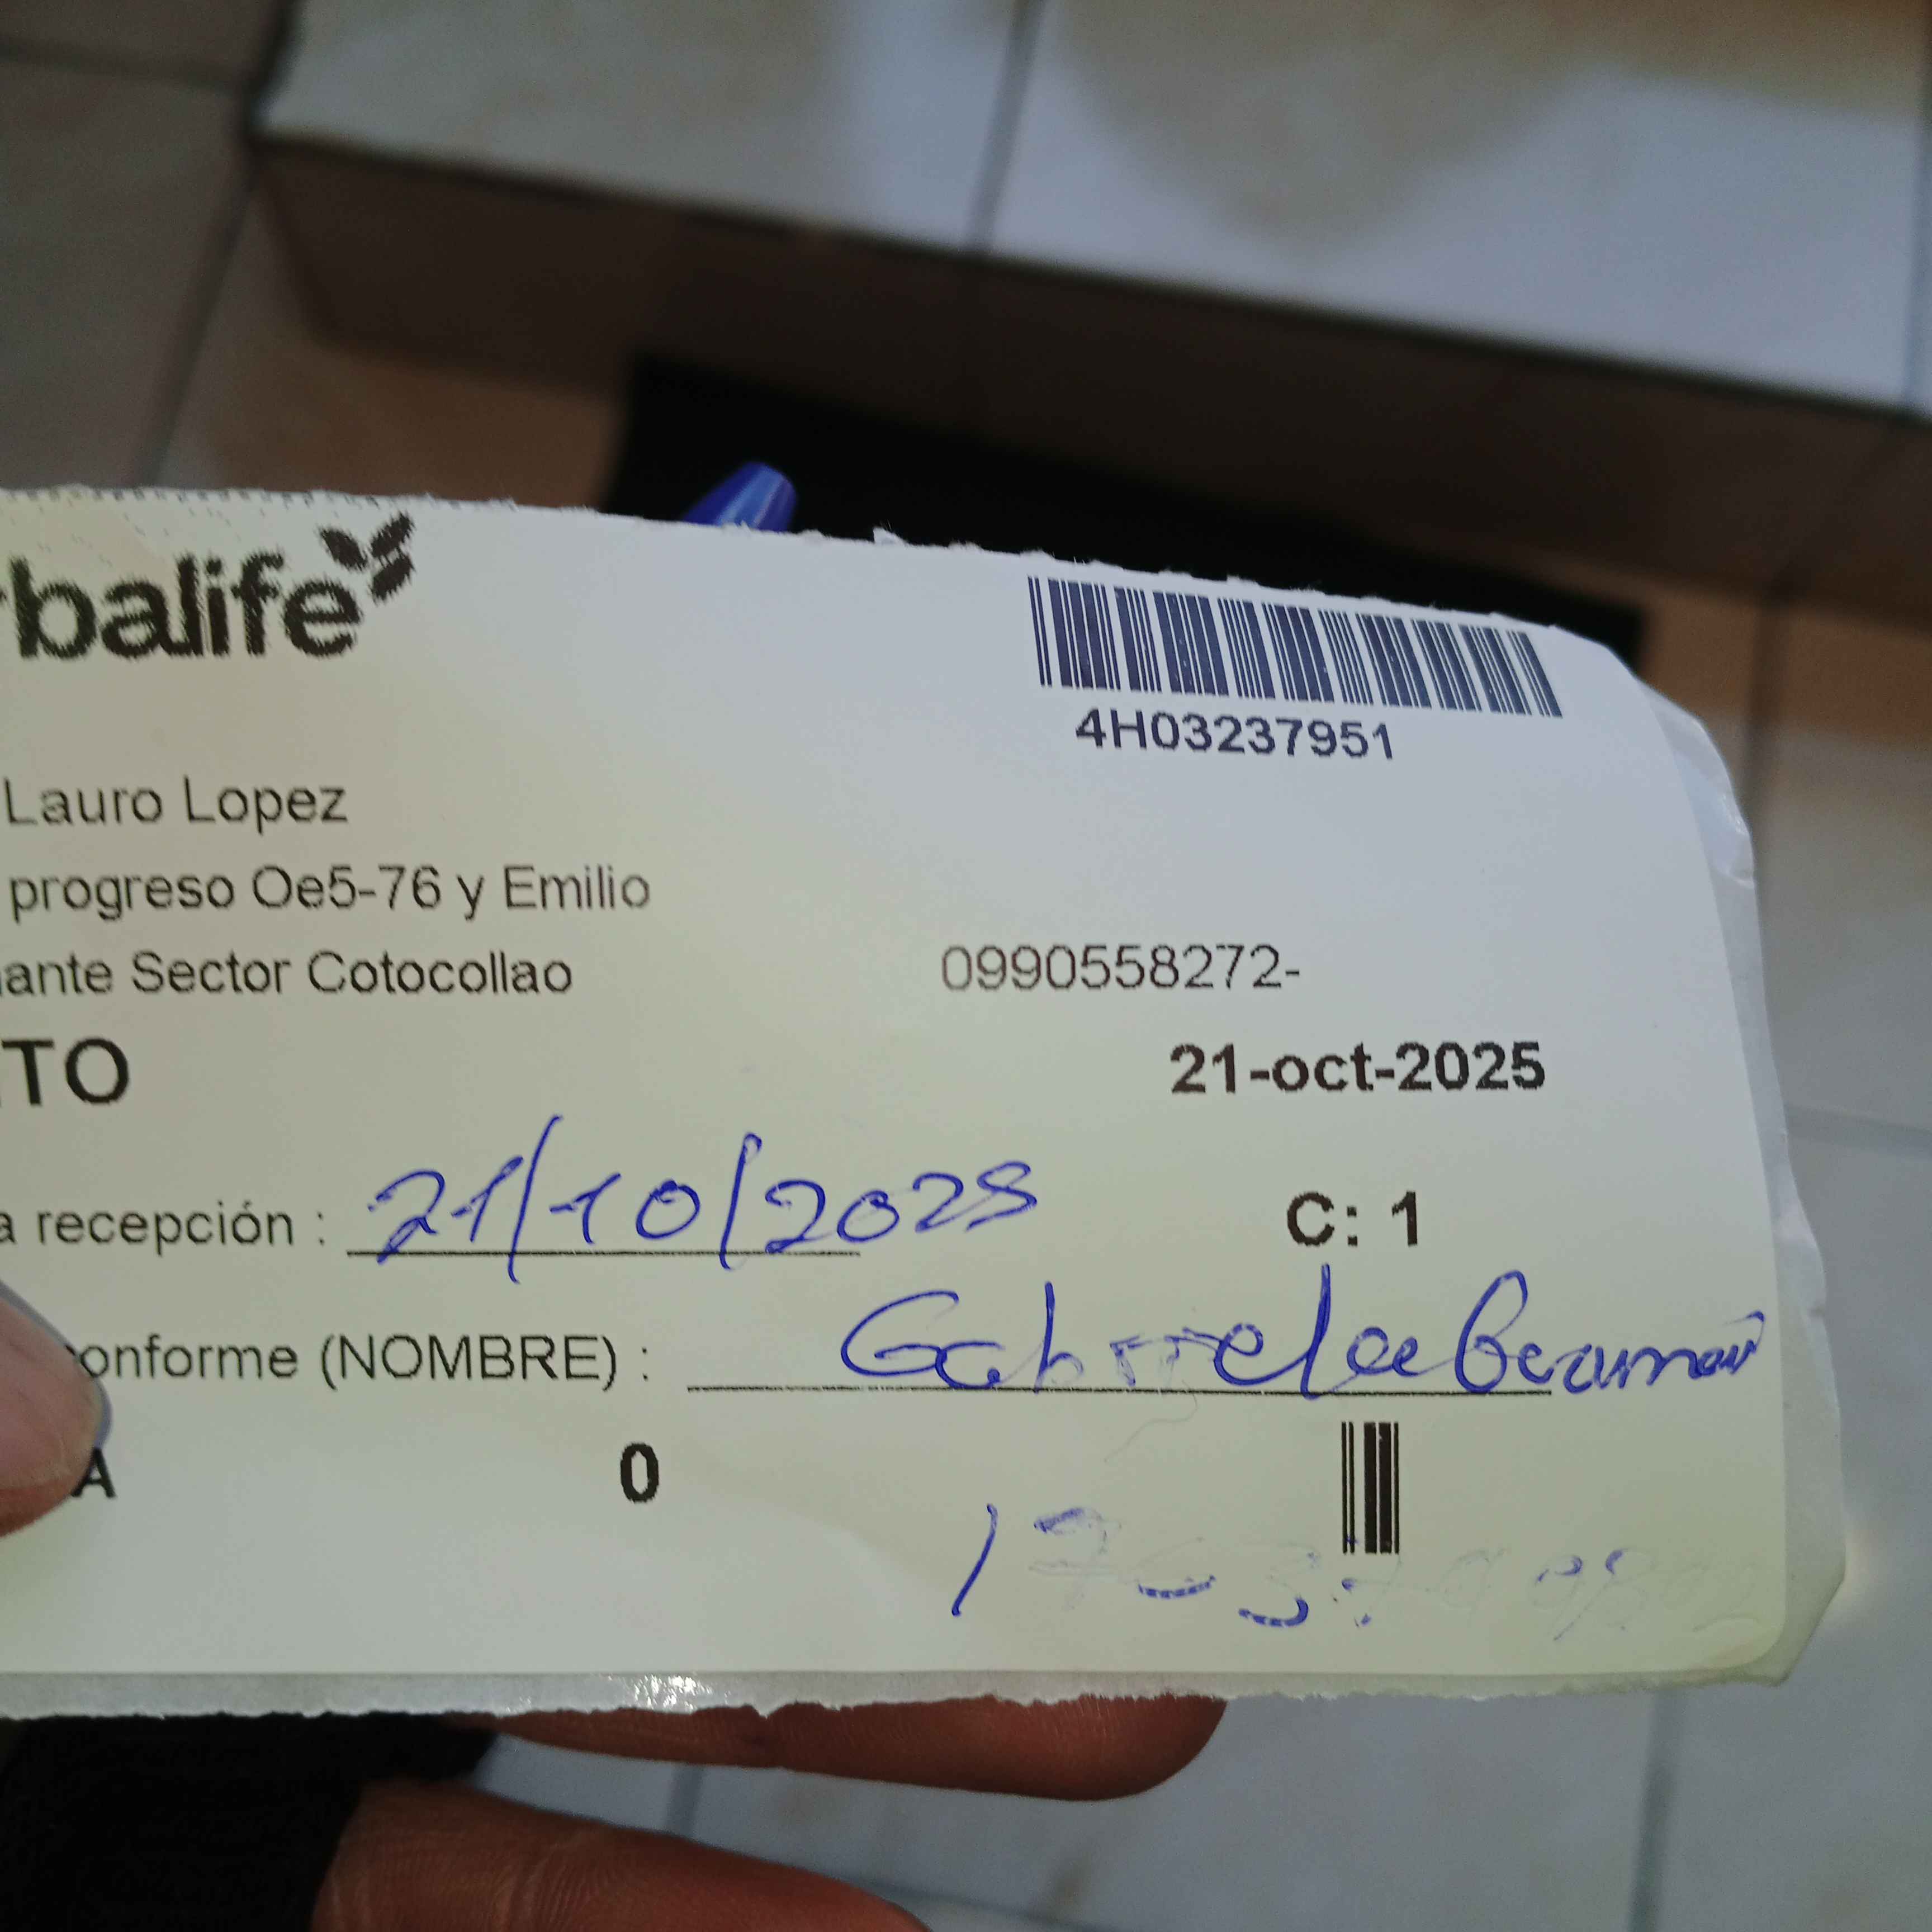 rbalife
4H03237951
Lauro Lopez
progreso Oe5-76 y Emilio
ante Sector Cotocollao 0990558272-
TO 21-oct-2025
a recepción : 21/10/2025 C: 1
onforme (NOMBRE) : Gabriela
A 0